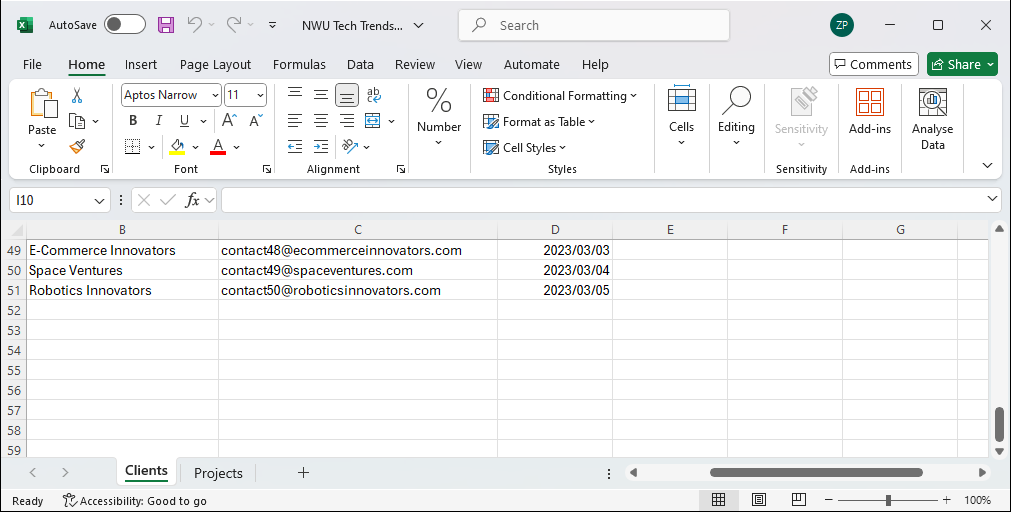 AutoSave
NWU Tech Trends...
Search
ZP
File Home Insert Page Layout Formulas Data Review View Automate Help Comments Share
Paste
Clipboard
Aptos Narrow 11
B I U A A
A
Font
ab
Alignment
%
Number
Conditional Formatting
Format as Table
Cell Styles
Styles
Cells
Editing
Sensitivity
Sensitivity
Add-ins
Add-ins
Analyse
Data
I10
fx
B C D E F G
49 E-Commerce Innovators contact48@ecommerceinnovators.com 2023/03/03
50 Space Ventures contact49@spaceventures.com 2023/03/04
51 Robotics Innovators contact50@roboticsinnovators.com 2023/03/05
52
53
54
55
56
57
58
59
Clients Projects
Ready Accessibility: Good to go 100%